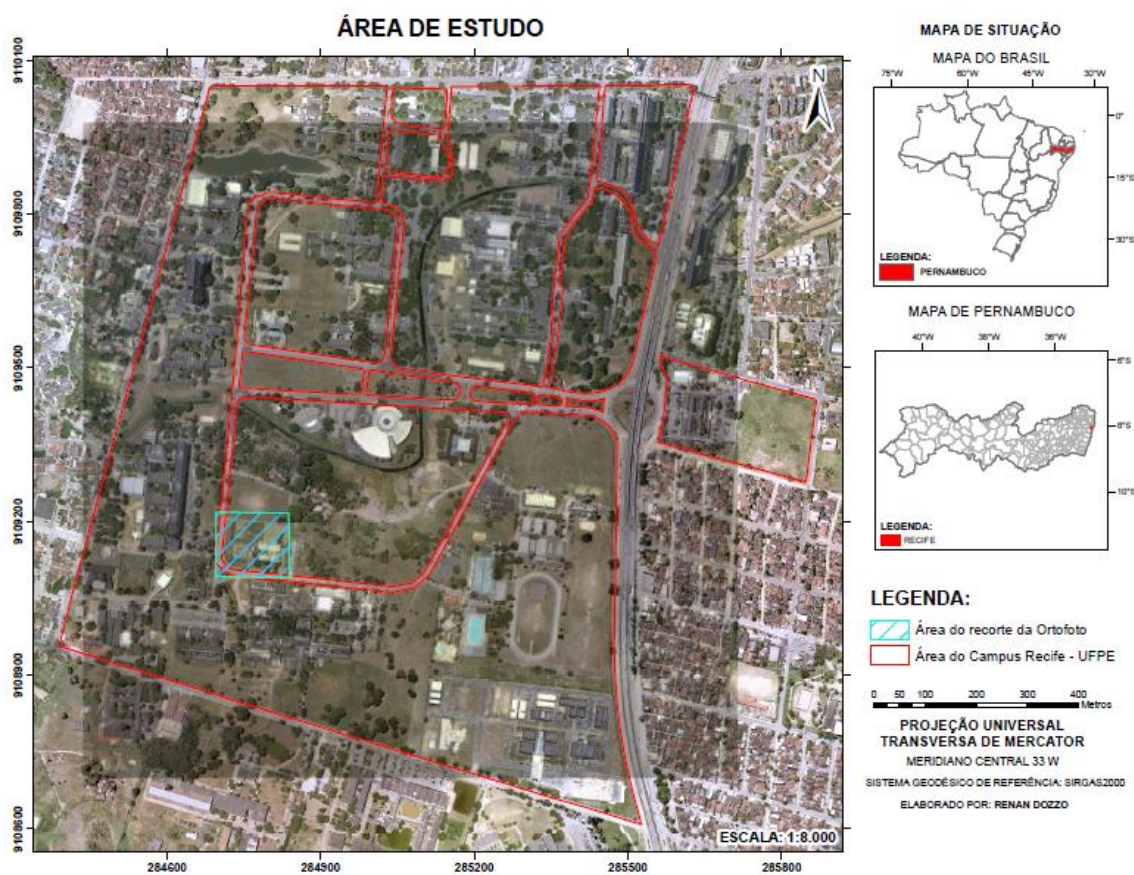 ÁREA DE ESTUDO
9110100
9109800
9109500
9109200
9108900
9108600
284600
284900
285200
285500
285800
N
ESCALA: 1:8.000
MAPA DE SITUAÇÃO
MAPA DO BRASIL
75°W
60°W
45°W
30°W
0°
15°S
30°S
LEGENDA:
PERNAMBUCO
MAPA DE PERNAMBUCO
40°W
38°W
36°W
6°S
8°S
10°S
LEGENDA:
RECIFE
LEGENDA:
Área do recorte da Ortofoto
Área do Campus Recife - UFPE
0 50 100 200 300 400
Metros
PROJEÇÃO UNIVERSAL
TRANSVERSA DE MERCATOR
MERIDIANO CENTRAL 33 W
SISTEMA GEODÉSICO DE REFERÊNCIA: SIRGAS2000
ELABORADO POR: RENAN DOZZO